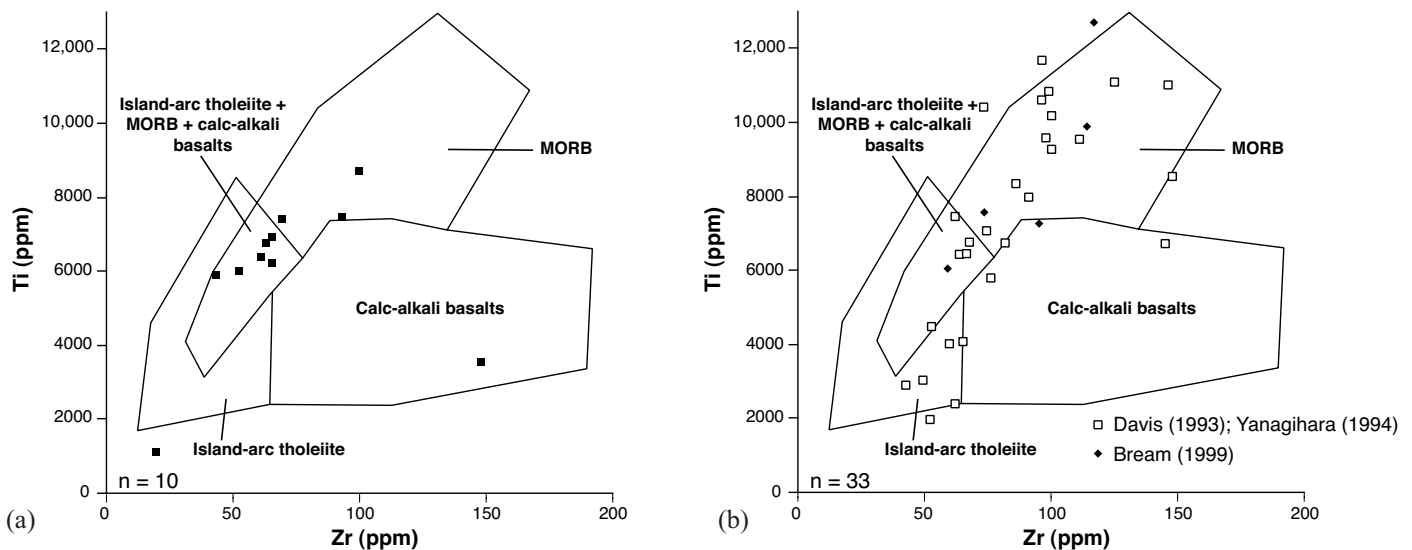 12,000
10,000
8000
6000
4000
2000
0
Ti (ppm)
Island-arc tholeiite +
MORB + calc-alkali
basalts
MORB
Calc-alkali basalts
Island-arc tholeiite
n = 10
0
50
100
150
200
Zr (ppm)
(a)
12,000
10,000
8000
6000
4000
2000
0
Ti (ppm)
Island-arc tholeiite +
MORB + calc-alkali
basalts
MORB
Calc-alkali basalts
Island-arc tholeiite
Davis (1993); Yanagihara (1994)
Bream (1999)
n = 33
0
50
100
150
200
Zr (ppm)
(b)